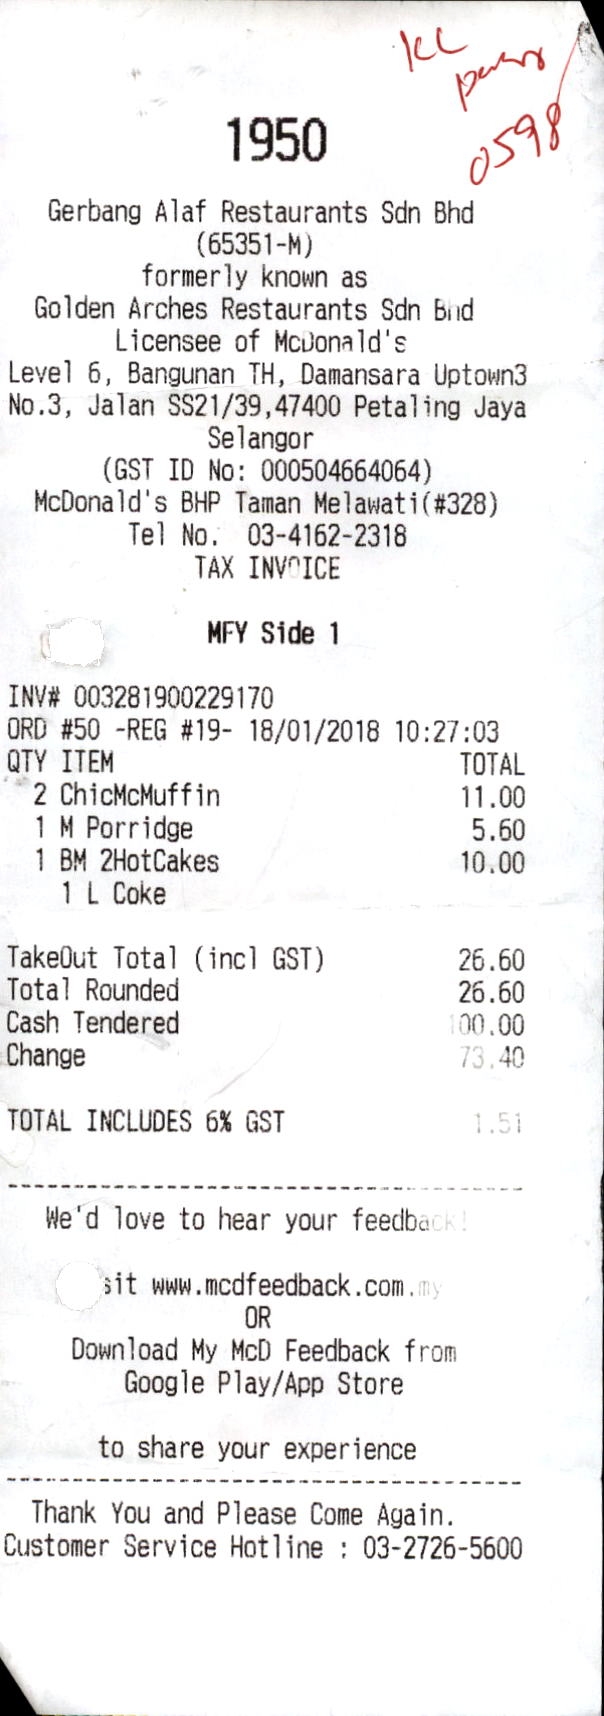 KL
0598
1950
Gerbang Alaf Restaurants Sdn Bhd
(65351-M)
formerly known as
Golden Arches Restaurants Sdn Bhd
Licensee of McDonald's
Level 6, Bangunan TH, Damansara Uptown3
No.3, Jalan SS21/39,47400 Petaling Jaya
Selangor
(GST ID No: 000504664064)
McDonald's BHP Taman Melawati(#328)
Tel No. 03-4162-2318
TAX INVOICE
MFY Side 1
INV# 003281900229170
ORD #50 -REG #19- 18/01/2018 10:27:03
QTY ITEM TOTAL
2 ChicMcMuffin 11.00
1 M Porridge 5.60
1 BM 2HotCakes 10.00
1 L Coke
TakeOut Total (incl GST) 26.60
Total Rounded 26.60
Cash Tendered 100.00
Change 73.40
TOTAL INCLUDES 6% GST 1.51
We'd love to hear your feedback!
sit www.mcdfeedback.com.my
OR
Download My McD Feedback from
Google Play/App Store
to share your experience
Thank You and Please Come Again.
Customer Service Hotline : 03-2726-5600